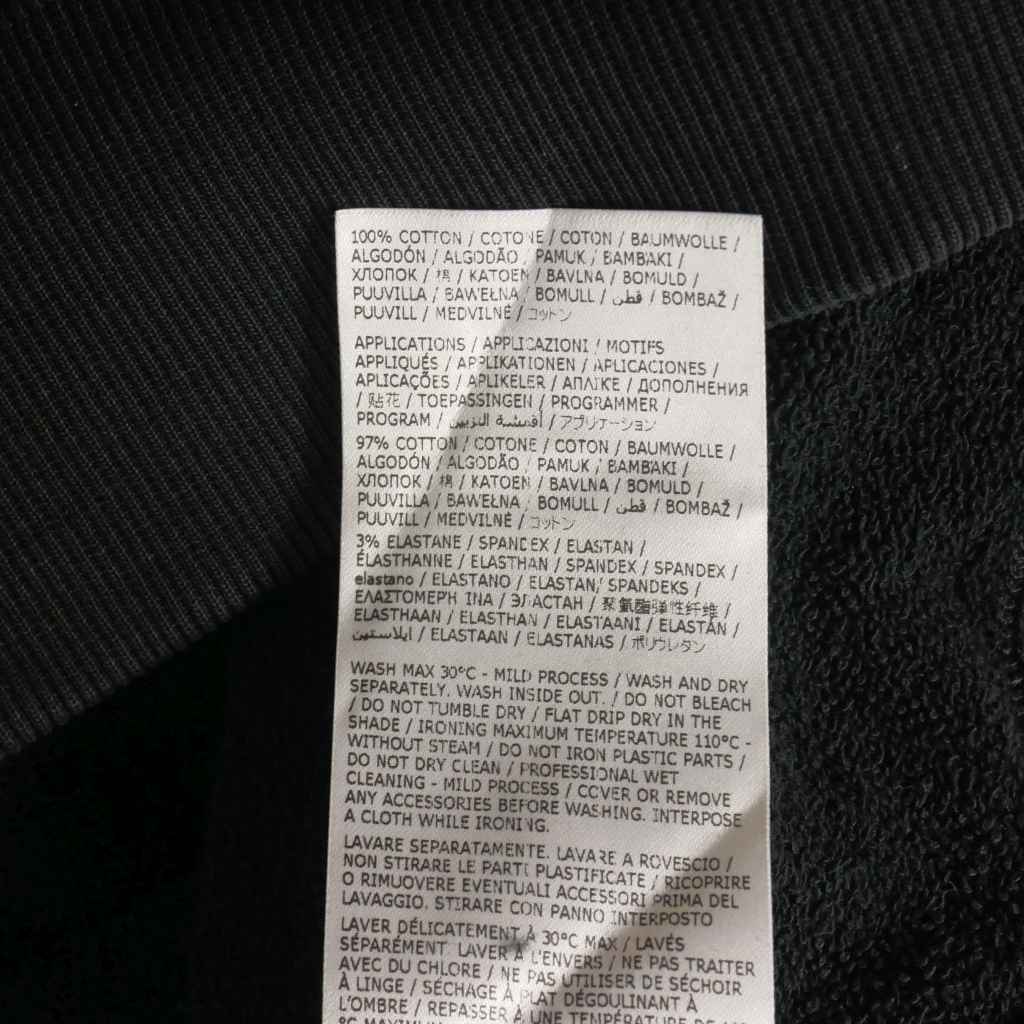 100% COTTON / COTONE / COTON / BAUMWOLLE /
ALGODÓN / ALGODÃO / PAMUK / BAMBAKI /
ХЛОПОК / 棉 / KATOEN / BAVLNA / BOMULD /
PUUVILLA / BAWEŁNA / BOMULL / قطن / BOMBAŽ /
PUUVILL / MEDVILNĖ / コットン
APPLICATIONS / APPLICAZIONI / MOTIFS
APPLIQUÉS / APPLIKATIONEN / APLICACIONES /
APLICAÇÕES / APLIKELER / ΑΠΛΙΚΕ / ДОПОЛНЕНИЯ
/ 贴花 / TOEPASSINGEN / PROGRAMMER /
PROGRAM / أقمشة التزيين / アプリケーション
97% COTTON / COTONE / COTON / BAUMWOLLE /
ALGODÓN / ALGODÃO / PAMUK / BAMBAKI /
ХЛОПОК / 棉 / KATOEN / BAVLNA / BOMULD /
PUUVILLA / BAWEŁNA / BOMULL / قطن / BOMBAŽ /
PUUVILL / MEDVILNĖ / コットン
3% ELASTANE / SPANDEX / ELASTAN /
ÉLASTHANNE / ELASTHAN / SPANDEX / SPANDEX /
elastano / ELASTANO / ELASTAN / SPANDEKS /
ΕΛΑΣΤΟΜΕΡΗ ΙΝΑ / ЭЛАСТАН / 聚氨酯弹性纤维 /
ELASTHAAN / ELASTHAN / ELASTAANI / ELASTĀN /
ايلاستين / ELASTAAN / ELASTANAS / ポリウレタン
WASH MAX 30°C - MILD PROCESS / WASH AND DRY
SEPARATELY. WASH INSIDE OUT. / DO NOT BLEACH
/ DO NOT TUMBLE DRY / FLAT DRIP DRY IN THE
SHADE / IRONING MAXIMUM TEMPERATURE 110°C -
WITHOUT STEAM / DO NOT IRON PLASTIC PARTS /
DO NOT DRY CLEAN / PROFESSIONAL WET
CLEANING - MILD PROCESS / COVER OR REMOVE
ANY ACCESSORIES BEFORE WASHING. INTERPOSE
A CLOTH WHILE IRONING.
LAVARE SEPARATAMENTE. LAVARE A ROVESCIO /
NON STIRARE LE PARTI PLASTIFICATE / RICOPRIRE
O RIMUOVERE EVENTUALI ACCESSORI PRIMA DEL
LAVAGGIO. STIRARE CON PANNO INTERPOSTO
LAVER DÉLICATEMENT À 30°C MAX / LAVÉS
SÉPARÉMENT. LAVER À L'ENVERS / NE PAS TRAITER
AVEC DU CHLORE / NE PAS UTILISER DE SÉCHOIR
À LINGE / SÉCHAGE À PLAT DÉGOULINANT À
L'OMBRE / REPASSER À UNE TEMPÉRATURE DE